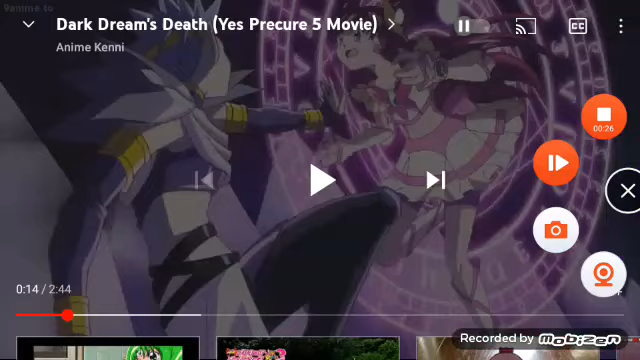 9anime.to
Dark Dream's Death (Yes Precure 5 Movie)
Anime Kenni
CC
00:26
0:14 / 2:44
Recorded by MOBIZEN